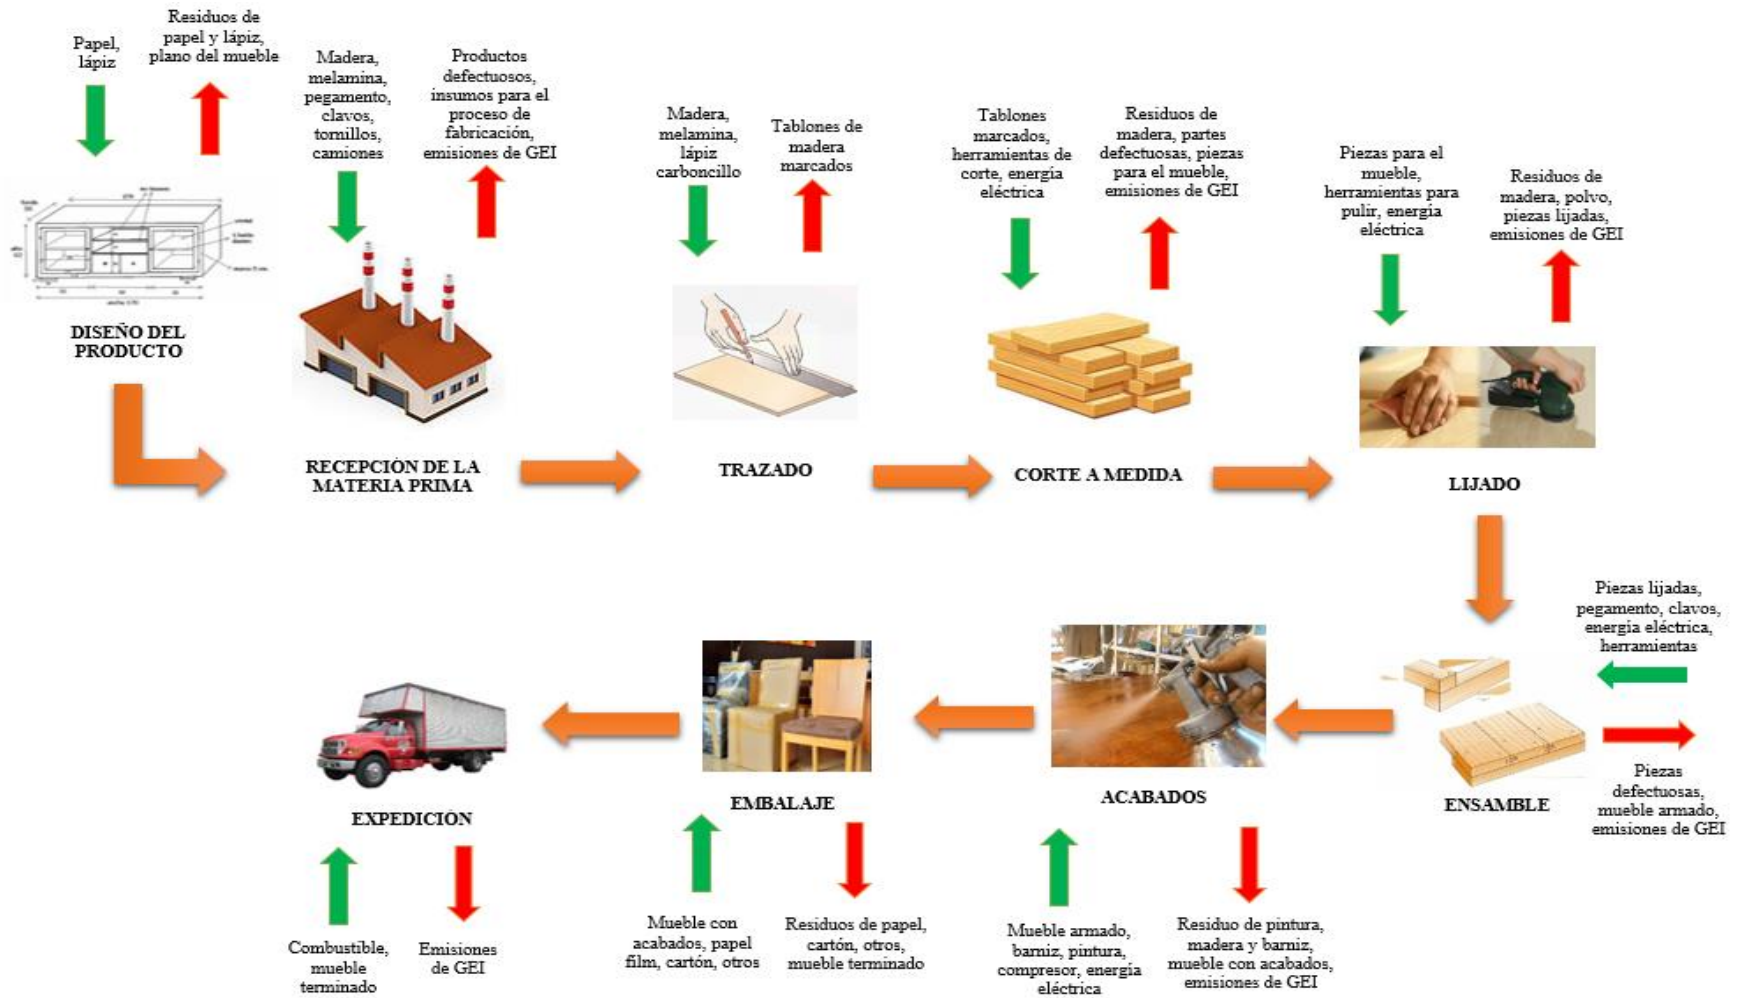 Papel,
lápiz
Residuos de
papel y lápiz,
plano del mueble
DISEÑO DEL
PRODUCTO
Madera,
melamina,
pegamento,
clavos,
tornillos,
camiones
Productos
defectuosos,
insumos para el
proceso de
fabricación,
emisiones de GEI
RECEPCIÓN DE LA
MATERIA PRIMA
Madera,
melamina,
lápiz
carboncillo
Tablones de
madera
marcados
TRAZADO
Tablones
marcados,
herramientas de
corte, energía
eléctrica
Residuos de
madera, partes
defectuosas, piezas
para el mueble,
emisiones de GEI
CORTE A MEDIDA
Piezas para el
mueble,
herramientas para
pulir, energía
eléctrica
Residuos de
madera, polvo,
piezas lijadas,
emisiones de GEI
LIJADO
Piezas lijadas,
pegamento, clavos,
energía eléctrica,
herramientas
Piezas
defectuosas,
mueble armado,
emisiones de GEI
ENSAMBLE
ACABADOS
Mueble armado,
barniz, pintura,
compresor, energía
eléctrica
Residuo de pintura,
madera y barniz,
mueble con acabados,
emisiones de GEI
EMBALAJE
Mueble con
acabados, papel
film, cartón, otros
Residuos de papel,
cartón, otros,
mueble terminado
EXPEDICIÓN
Combustible,
mueble
terminado
Emisiones
de GEI